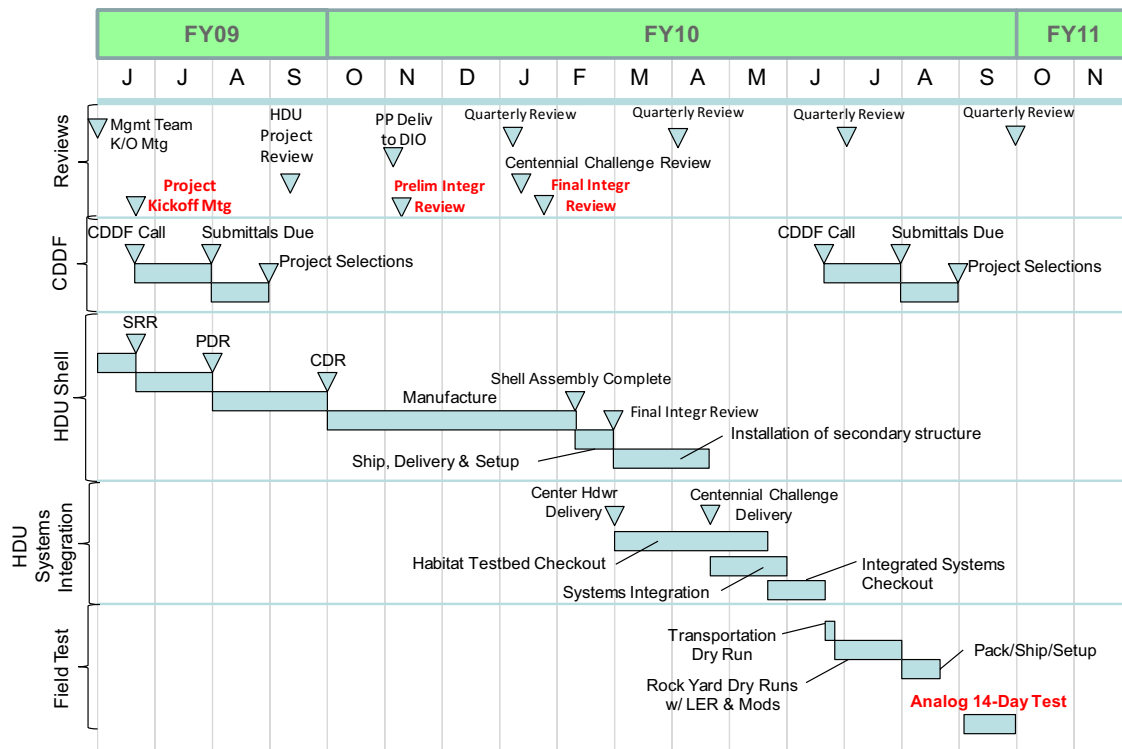 FY09 FY10 FY11
J J A S O N D J F M A M J J A S O N
Reviews
Mgmt Team
K/O Mtg
HDU
Project
Review
PP Deliv
to DIO
Quarterly Review
Quarterly Review
Quarterly Review
Quarterly Review
Centennial Challenge Review
Project
Kickoff Mtg
Prelim Integr
Review
Final Integr
Review
CDDF
CDDF Call
Submittals Due
Project Selections
CDDF Call
Submittals Due
Project Selections
HDU Shell
SRR
PDR
CDR
Manufacture
Shell Assembly Complete
Final Integr Review
Installation of secondary structure
Ship, Delivery & Setup
HDU
Systems
Integration
Center Hdwr
Delivery
Centennial Challenge
Delivery
Habitat Testbed Checkout
Systems Integration
Integrated Systems
Checkout
Field Test
Transportation
Dry Run
Rock Yard Dry Runs
w/ LER & Mods
Pack/Ship/Setup
Analog 14-Day Test